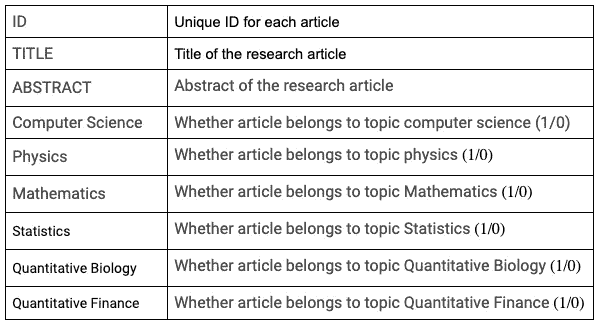 ID Unique ID for each article
TITLE Title of the research article
ABSTRACT Abstract of the research article
Computer Science Whether article belongs to topic computer science (1/0)
Physics Whether article belongs to topic physics (1/0)
Mathematics Whether article belongs to topic Mathematics (1/0)
Statistics Whether article belongs to topic Statistics (1/0)
Quantitative Biology Whether article belongs to topic Quantitative Biology (1/0)
Quantitative Finance Whether article belongs to topic Quantitative Finance (1/0)